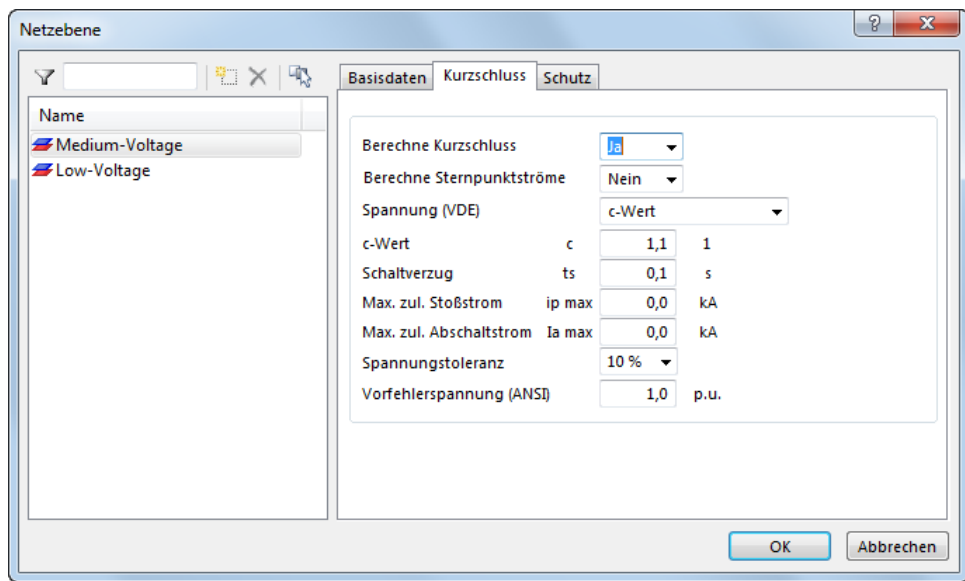 Netzebene
Name
Medium-Voltage
Low-Voltage
Basisdaten Kurzschluss Schutz
Berechne Kurzschluss Ja
Berechne Sternpunktströme Nein
Spannung (VDE) c-Wert
c-Wert c 1,1 1
Schaltverzug ts 0,1 s
Max. zul. Stoßstrom ip max 0,0 kA
Max. zul. Abschaltstrom Ia max 0,0 kA
Spannungstoleranz 10 %
Vorfehlerspannung (ANSI) 1,0 p.u.
OK Abbrechen